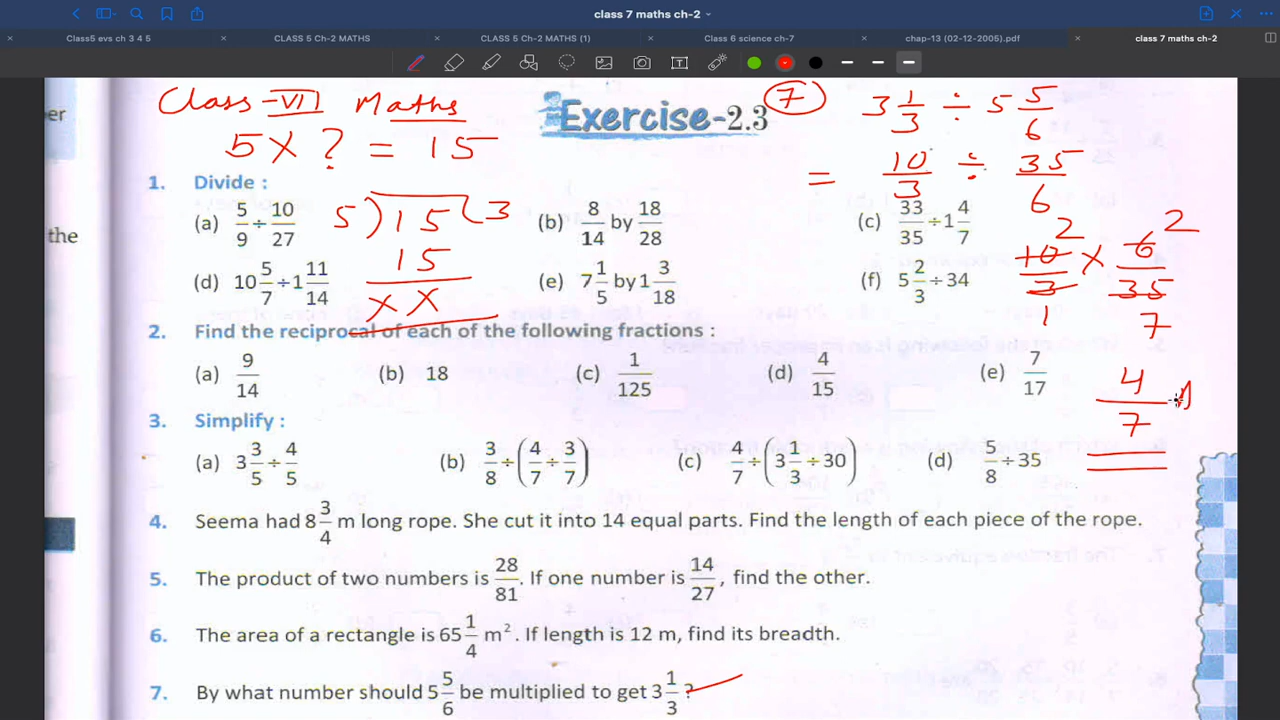 class 7 maths ch-2
Class5 evs ch 3 4 5
CLASS 5 Ch-2 MATHS
CLASS 5 Ch-2 MATHS (1)
Class 6 science ch-7
chap-13 (02-12-2005).pdf
class 7 maths ch-2
Class-VII Maths
5 X ? = 15
Exercise-2.3
7 3 1/3 ÷ 5 5/6
= 10/3 ÷ 35/6
10/3 × 6/35
2 2
1 7
4/7 A
5 ) 15 ( 3
15
X X
er
the
1. Divide :
(a) 5/9 ÷ 10/27 (b) 8/14 by 18/28 (c) 33/35 ÷ 1 4/7
(d) 10 5/7 ÷ 1 11/14 (e) 7 1/5 by 1 3/18 (f) 5 2/3 ÷ 34
2. Find the reciprocal of each of the following fractions :
(a) 9/14 (b) 18 (c) 1/125 (d) 4/15 (e) 7/17
3. Simplify :
(a) 3 3/5 ÷ 4/5 (b) 3/8 ÷ (4/7 ÷ 3/7) (c) 4/7 ÷ (3 1/3 ÷ 30) (d) 5/8 ÷ 35
4. Seema had 8 3/4 m long rope. She cut it into 14 equal parts. Find the length of each piece of the rope.
5. The product of two numbers is 28/81. If one number is 14/27, find the other.
6. The area of a rectangle is 65 1/4 m². If length is 12 m, find its breadth.
7. By what number should 5 5/6 be multiplied to get 3 1/3?